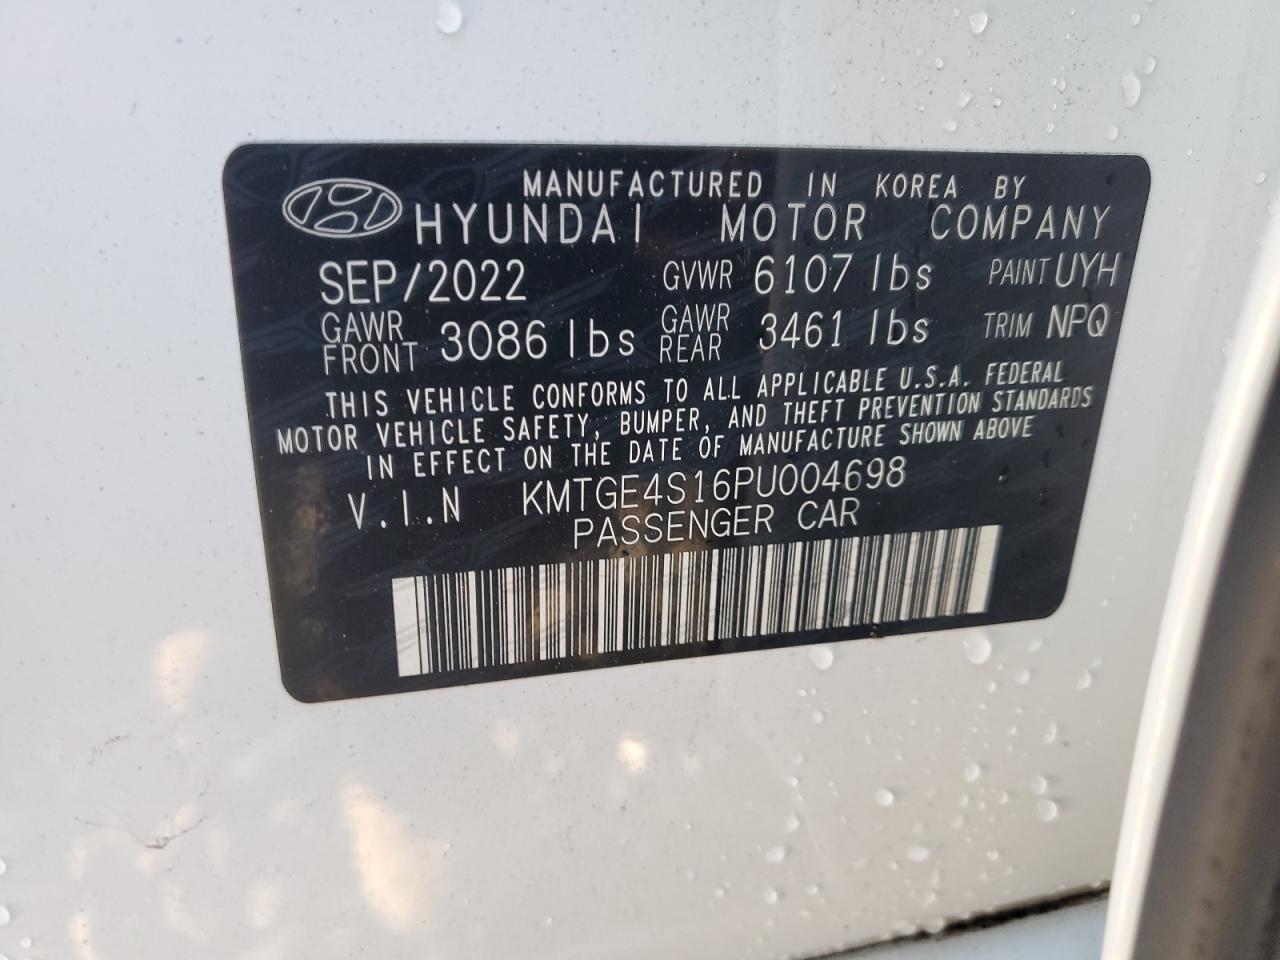 MANUFACTURED IN KOREA BY
HYUNDAI MOTOR COMPANY
SEP/2022 GVWR 6107 lbs PAINT UYH
GAWR FRONT 3086 lbs GAWR REAR 3461 lbs TRIM NPQ
THIS VEHICLE CONFORMS TO ALL APPLICABLE U.S.A. FEDERAL
MOTOR VEHICLE SAFETY, BUMPER, AND THEFT PREVENTION STANDARDS
IN EFFECT ON THE DATE OF MANUFACTURE SHOWN ABOVE
V.I.N KMTGE4S16PU004698
PASSENGER CAR